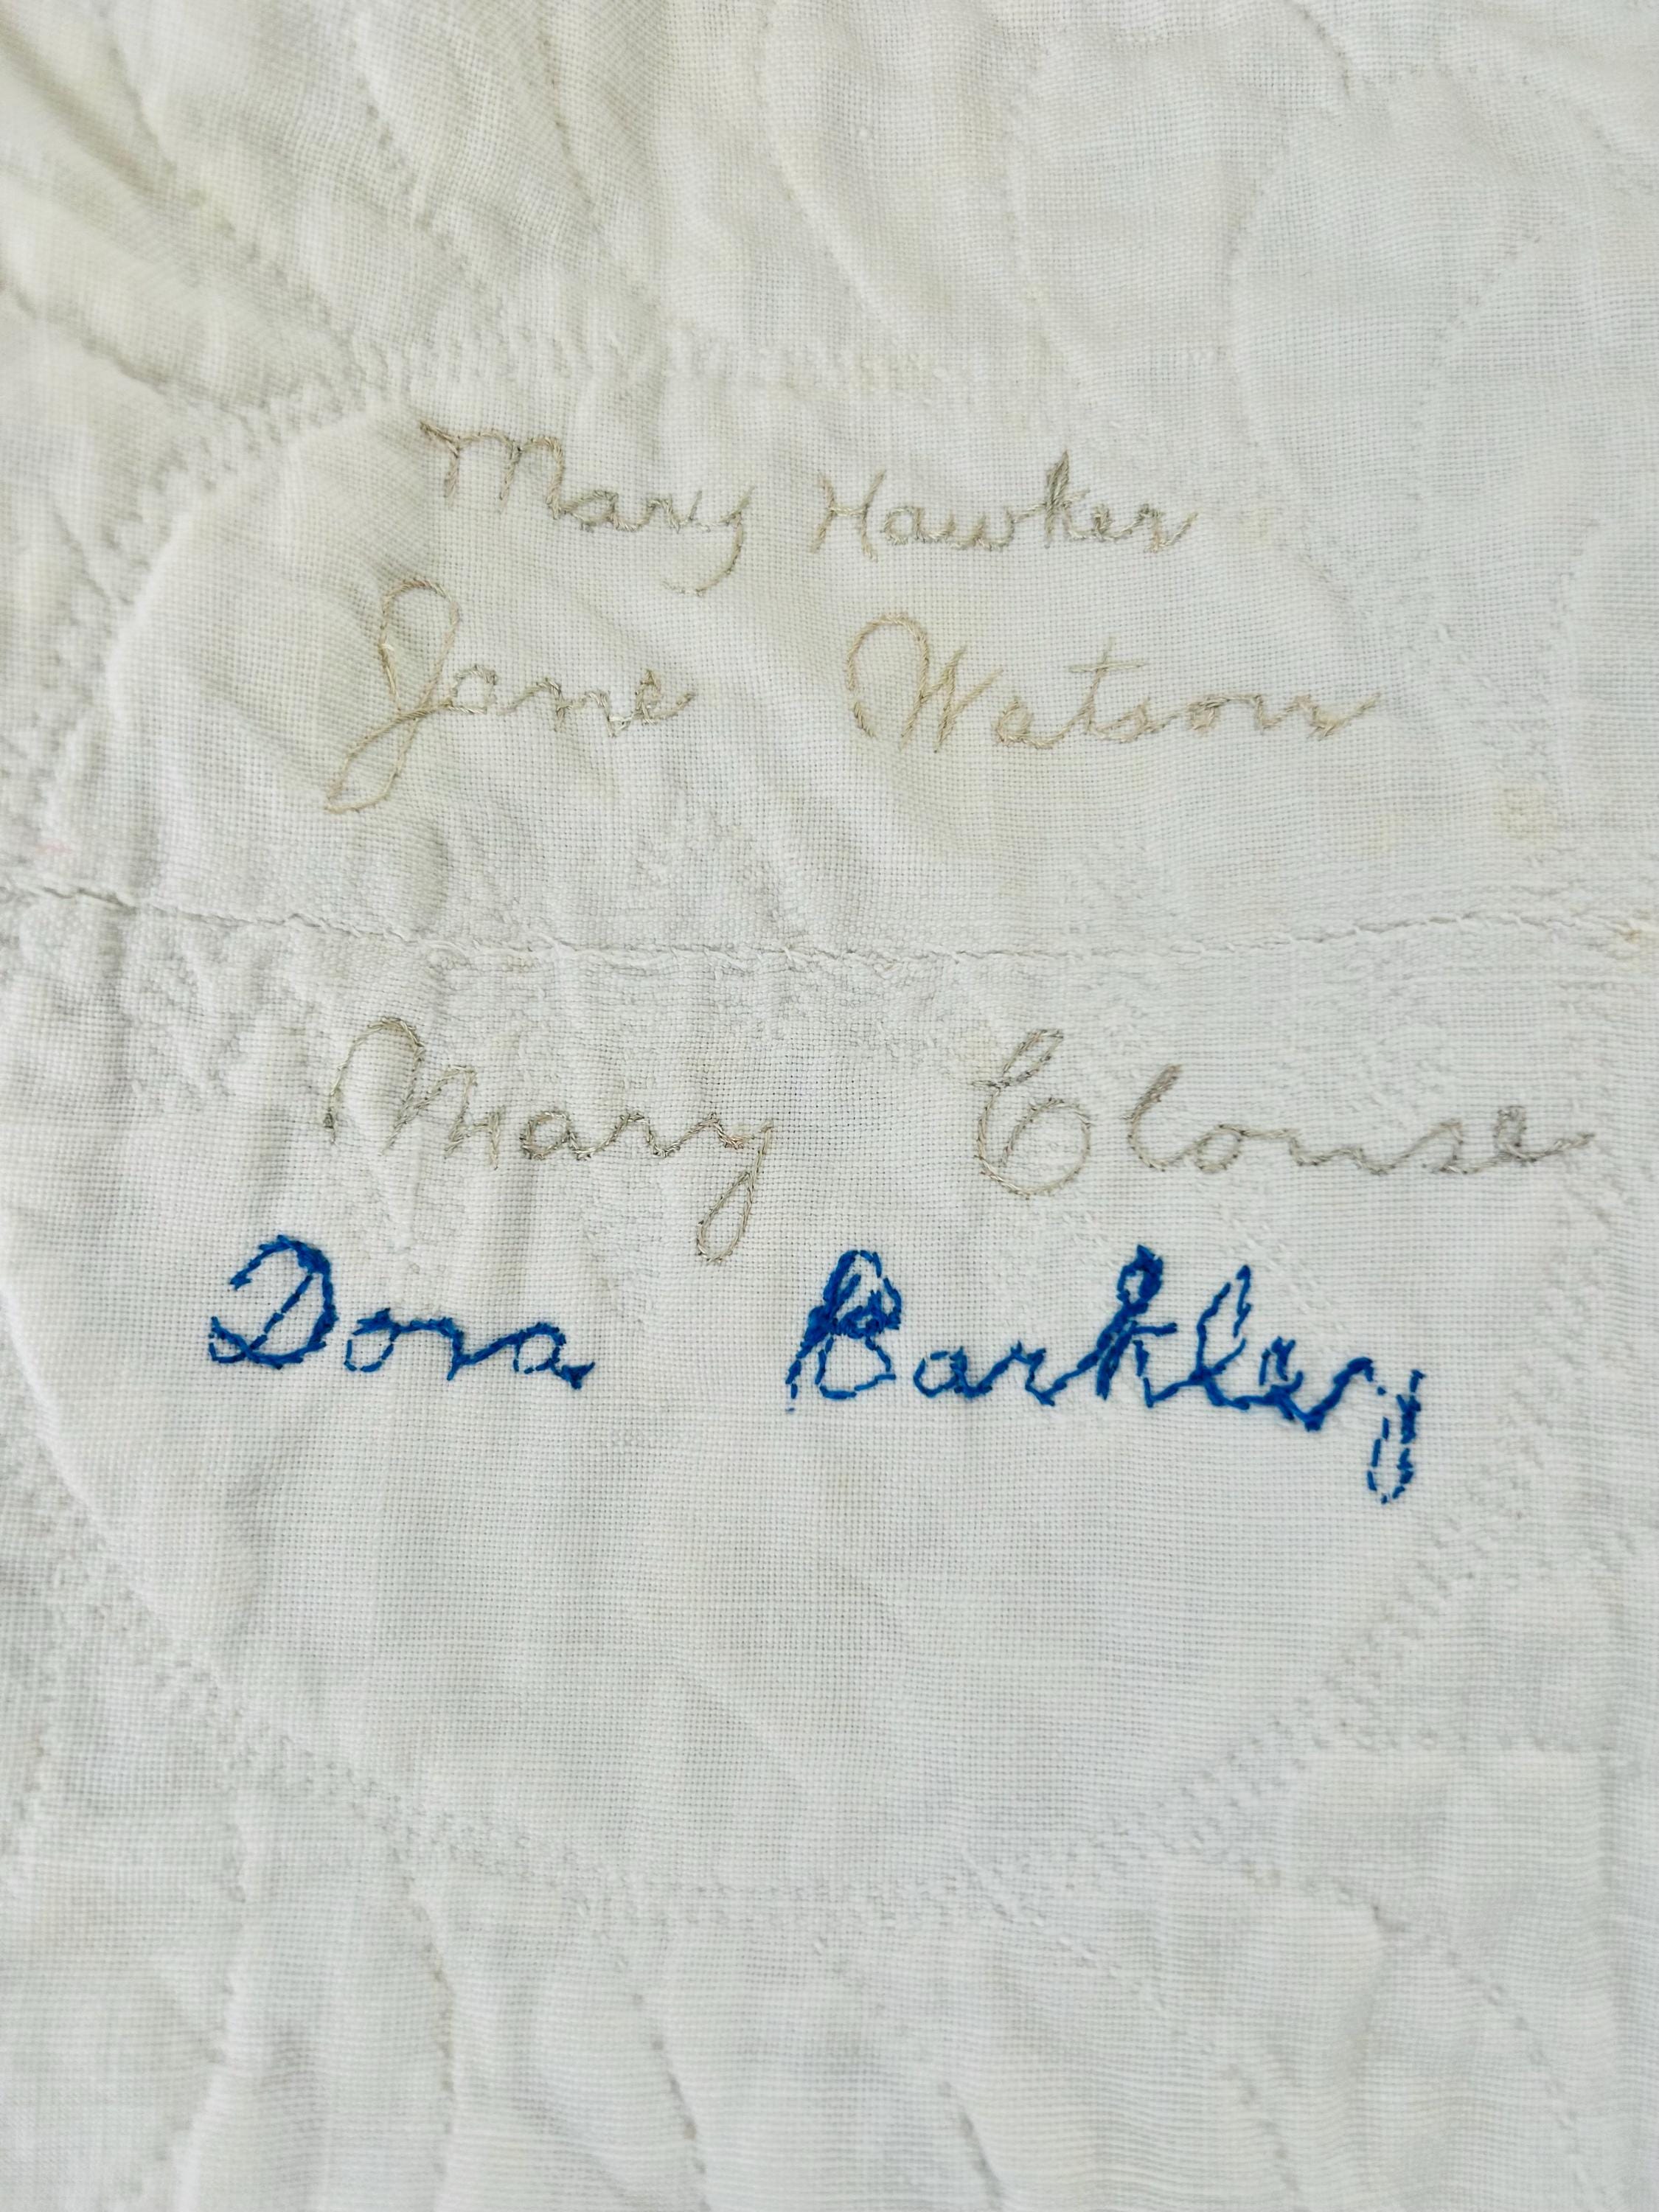 Mary Hawker
Jane Watson
Mary Clouse
Dora Barkley